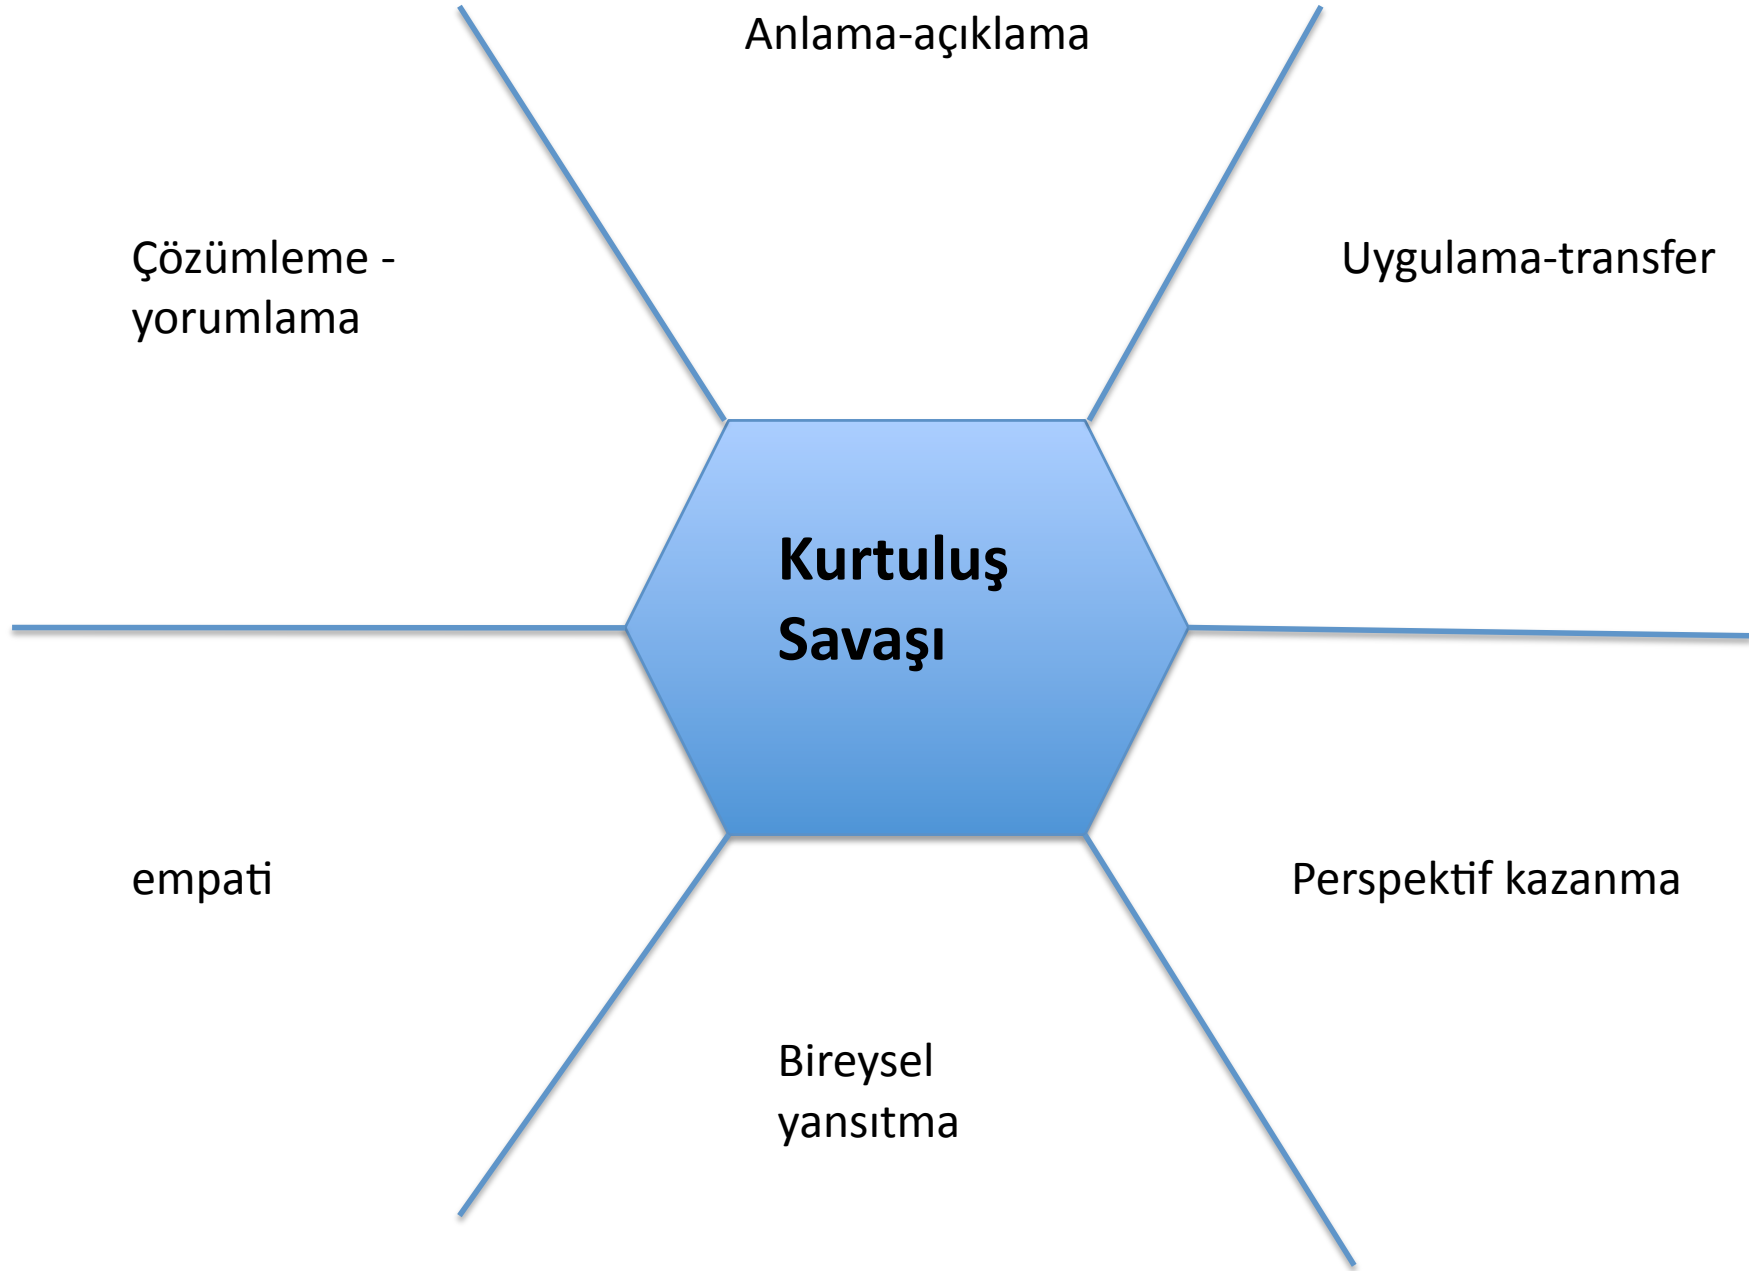 Anlama-açıklama
Çözümleme -
yorumlama
Uygulama-transfer
Kurtuluş
Savaşı
empati
Perspektif kazanma
Bireysel
yansıtma